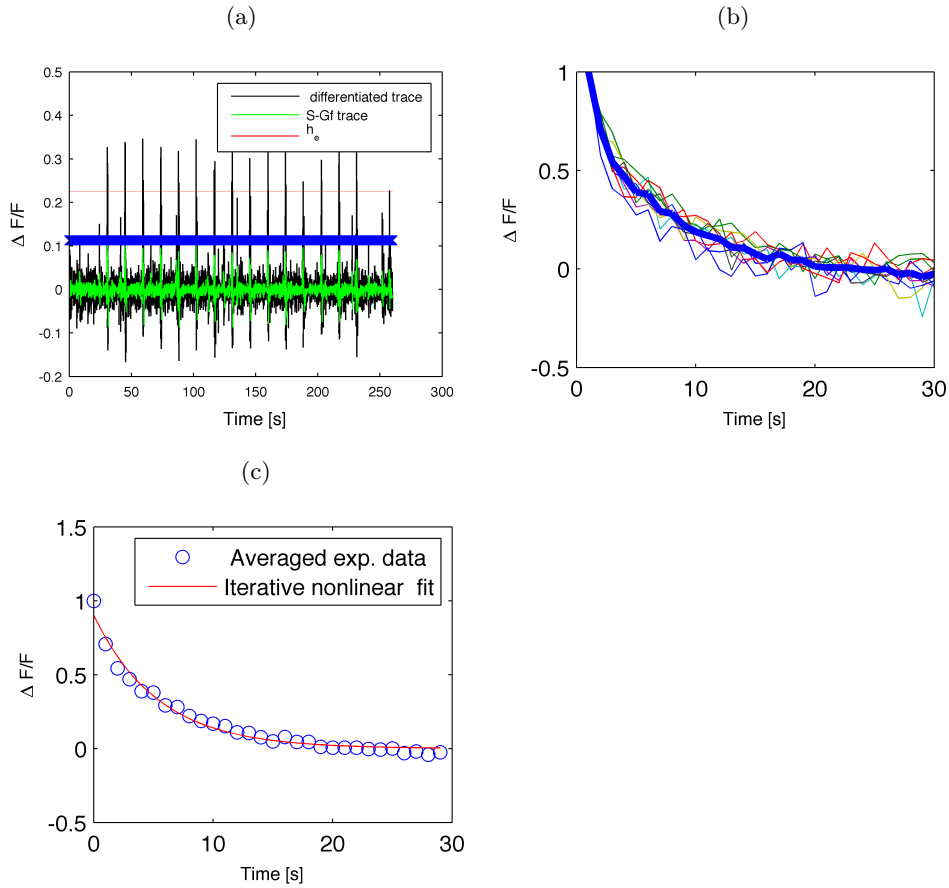 (a)
0.5
0.4
0.3
0.2
0.1
0
-0.1
-0.2
Δ F/F
differentiated trace
S-Gf trace
h_e
0 50 100 150 200 250 300
Time [s]
(b)
1
0.5
0
-0.5
Δ F/F
0 10 20 30
Time [s]
(c)
1.5
1
0.5
0
-0.5
Δ F/F
Averaged exp. data
Iterative nonlinear fit
0 10 20 30
Time [s]